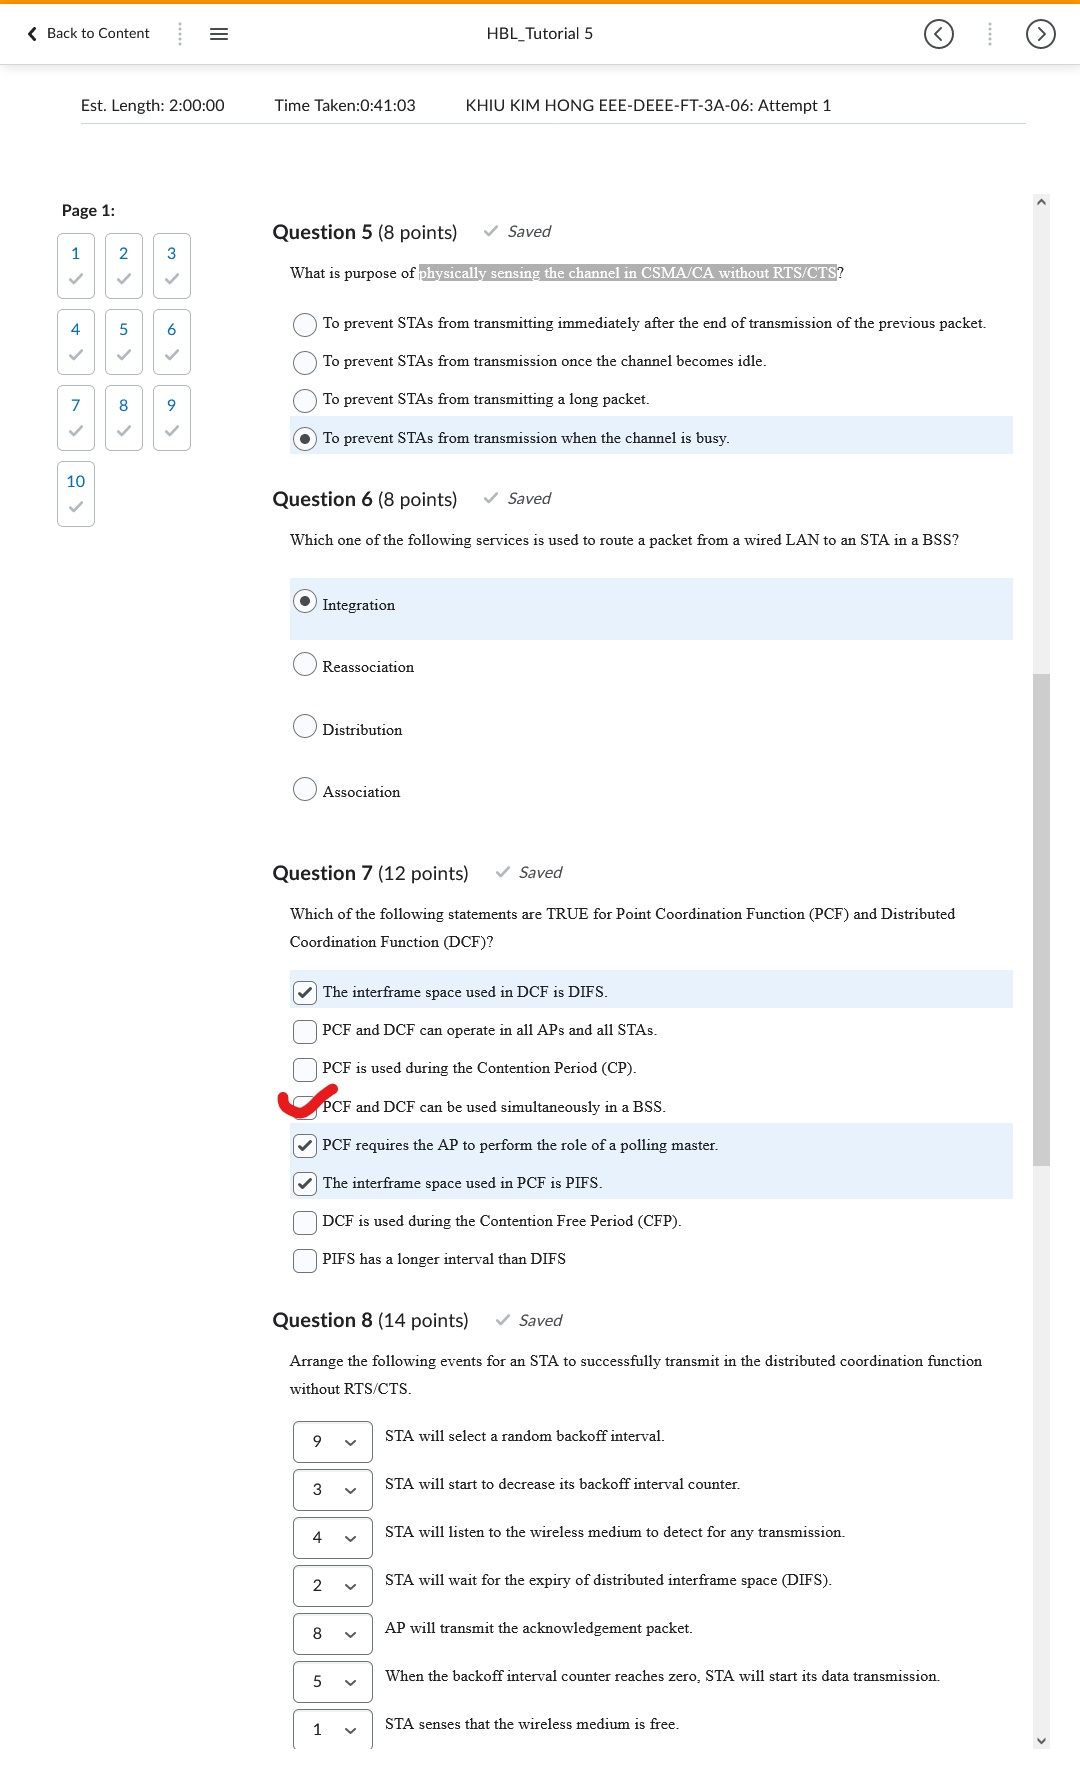 Back to Content
HBL_Tutorial 5
Est. Length: 2:00:00 Time Taken:0:41:03 KHIU KIM HONG EEE-DEEE-FT-3A-06: Attempt 1
Page 1:
1 2 3
4 5 6
7 8 9
10
Question 5 (8 points) Saved
What is purpose of physically sensing the channel in CSMA/CA without RTS/CTS?
To prevent STAs from transmitting immediately after the end of transmission of the previous packet.
To prevent STAs from transmission once the channel becomes idle.
To prevent STAs from transmitting a long packet.
To prevent STAs from transmission when the channel is busy.
Question 6 (8 points) Saved
Which one of the following services is used to route a packet from a wired LAN to an STA in a BSS?
Integration
Reassociation
Distribution
Association
Question 7 (12 points) Saved
Which of the following statements are TRUE for Point Coordination Function (PCF) and Distributed
Coordination Function (DCF)?
The interframe space used in DCF is DIFS.
PCF and DCF can operate in all APs and all STAs.
PCF is used during the Contention Period (CP).
PCF and DCF can be used simultaneously in a BSS.
PCF requires the AP to perform the role of a polling master.
The interframe space used in PCF is PIFS.
DCF is used during the Contention Free Period (CFP).
PIFS has a longer interval than DIFS
Question 8 (14 points) Saved
Arrange the following events for an STA to successfully transmit in the distributed coordination function
without RTS/CTS.
9 STA will select a random backoff interval.
3 STA will start to decrease its backoff interval counter.
4 STA will listen to the wireless medium to detect for any transmission.
2 STA will wait for the expiry of distributed interframe space (DIFS).
8 AP will transmit the acknowledgement packet.
5 When the backoff interval counter reaches zero, STA will start its data transmission.
1 STA senses that the wireless medium is free.